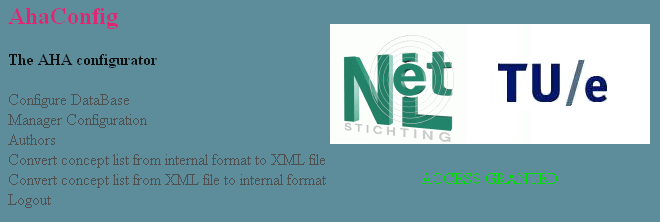 AhaConfig
The AHA configurator
Configure DataBase
Manager Configuration
Authors
Convert concept list from internal format to XML file
Convert concept list from XML file to internal format
Logout
Net
NL
STICHTING
TU/e